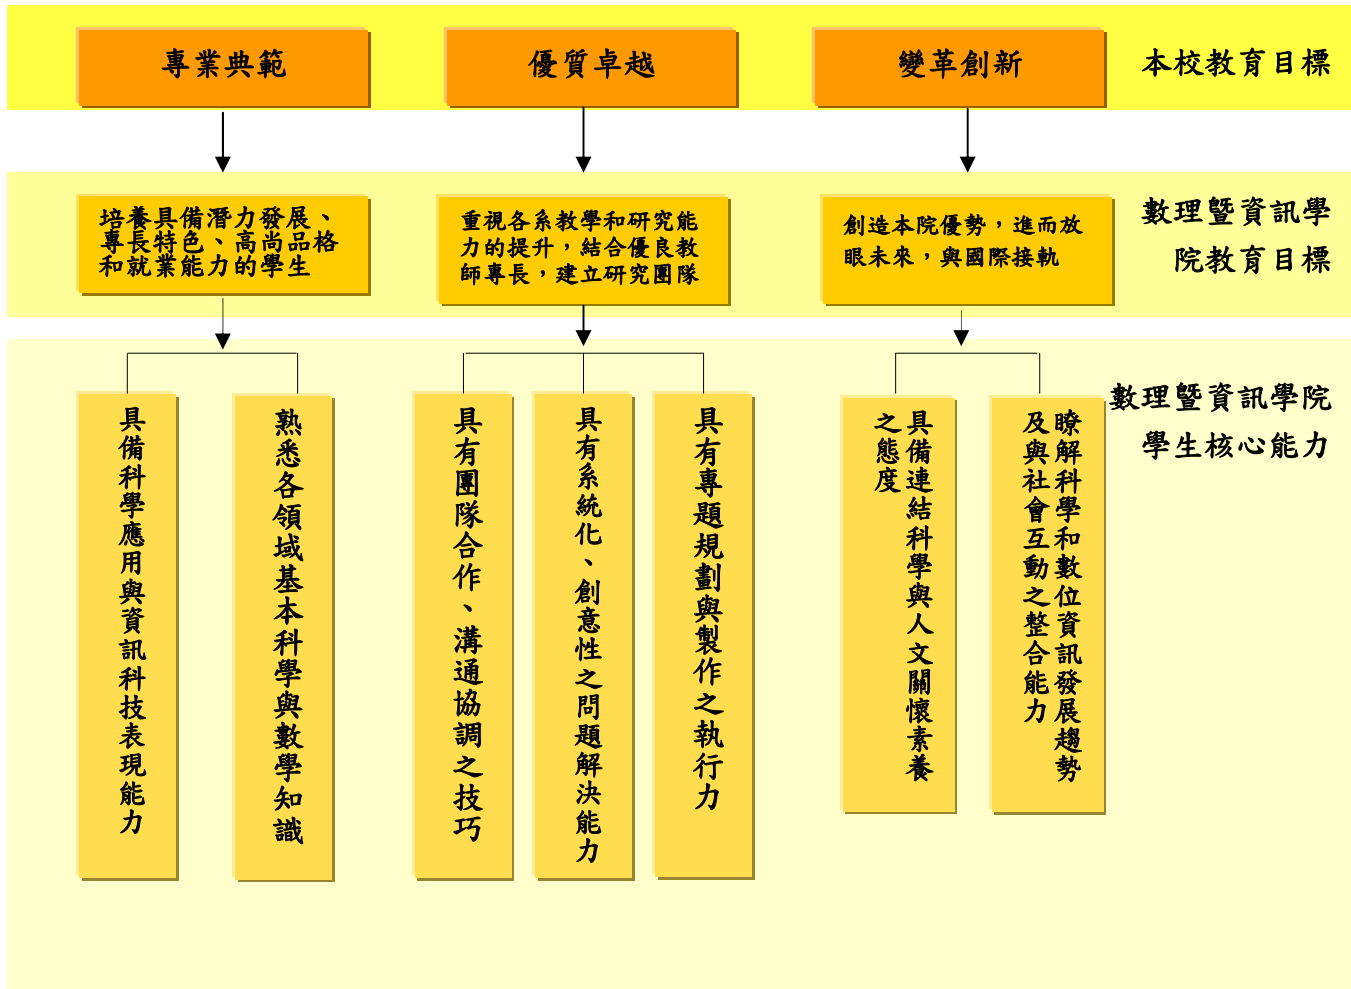 專業典範
優質卓越
變革創新
本校教育目標
培養具備潛力發展、
專長特色、高尚品格
和就業能力的學生
重視各系教學和研究能
力的提升，結合優良教
師專長，建立研究團隊
創造本院優勢，進而放
眼未來，與國際接軌
數理暨資訊學
院教育目標
數理暨資訊學院
學生核心能力
具備科學應用與資訊科技表現能力
熟悉各領域基本科學與數學知識
具有團隊合作、溝通協調之技巧
具有系統化、創意性之問題解決能力
具有專題規劃與製作之執行力
具備連結科學與人文關懷素養
之態度
瞭解科學和數位資訊發展趨勢
及與社會互動之整合能力